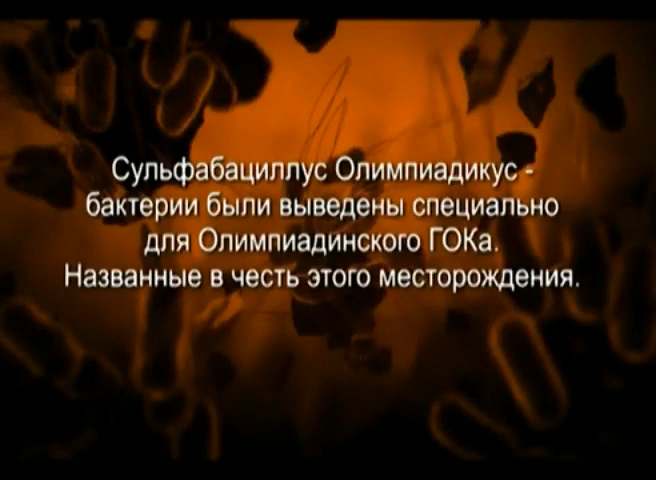 Сульфабациллус Олимпиадикус -
бактерии были выведены специально
для Олимпиадинского ГОКа.
Названные в честь этого месторождения.